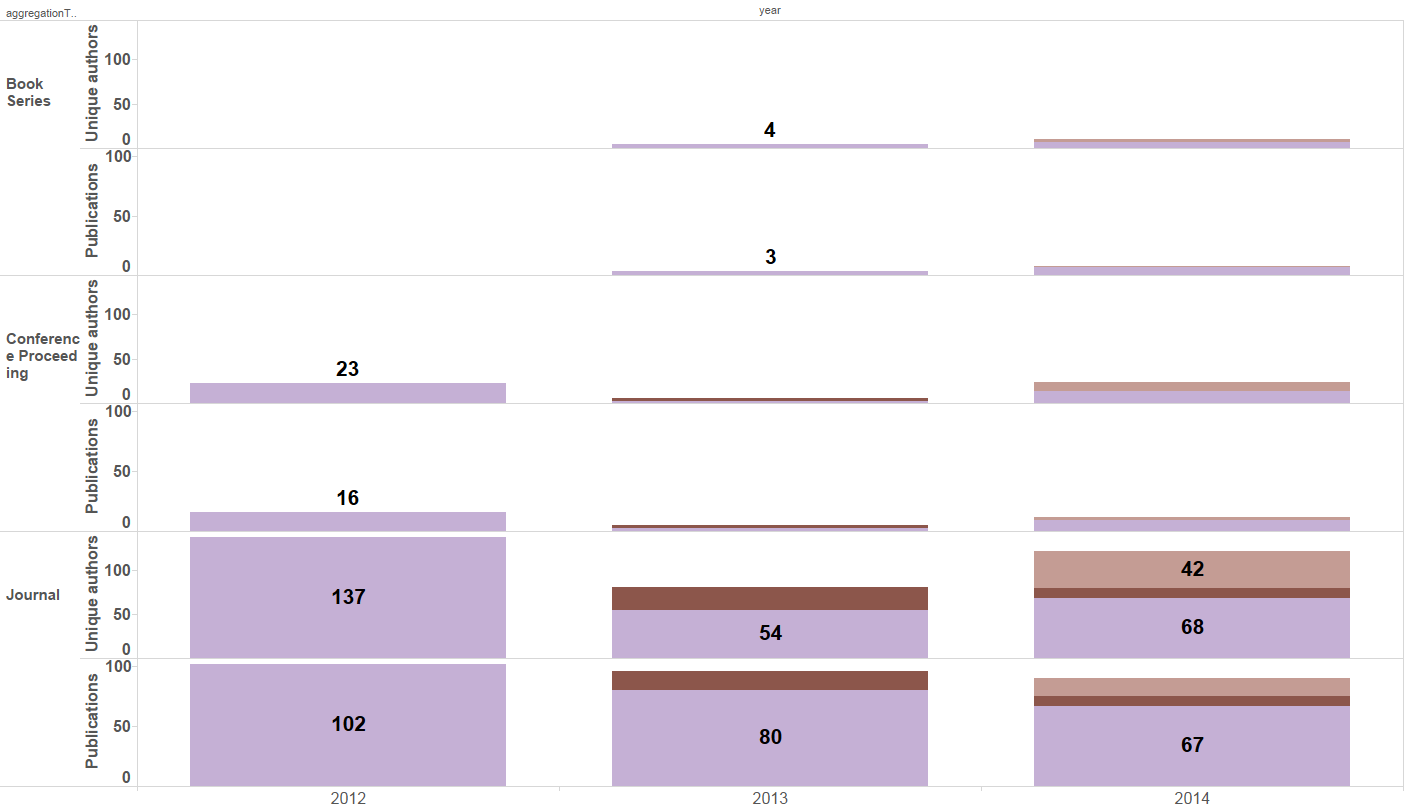 aggregationT..
year
Book
Series
Unique authors
100
50
0
4
Publications
100
50
0
3
Conferenc
e Proceed
ing
Unique authors
100
50
0
23
Publications
100
50
0
16
Journal
Unique authors
100
50
0
137
54
42
68
Publications
100
50
0
102
80
67
2012
2013
2014